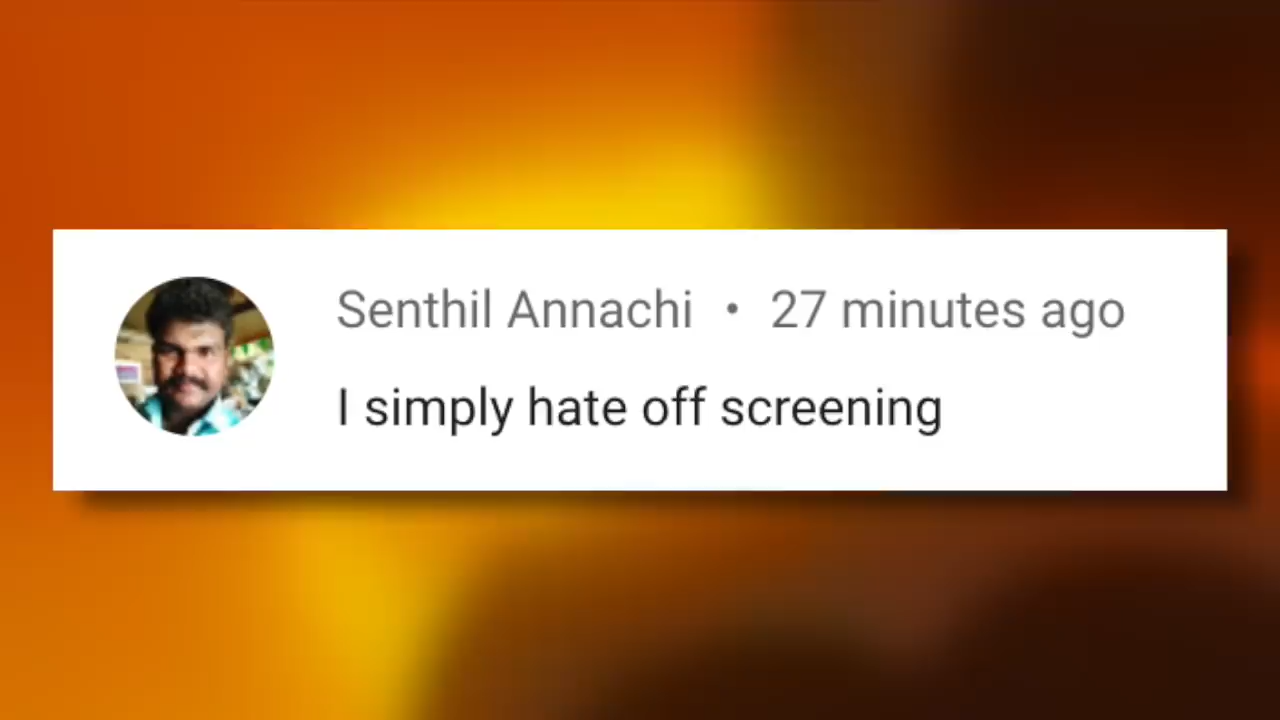 Senthil Annachi • 27 minutes ago
I simply hate off screening